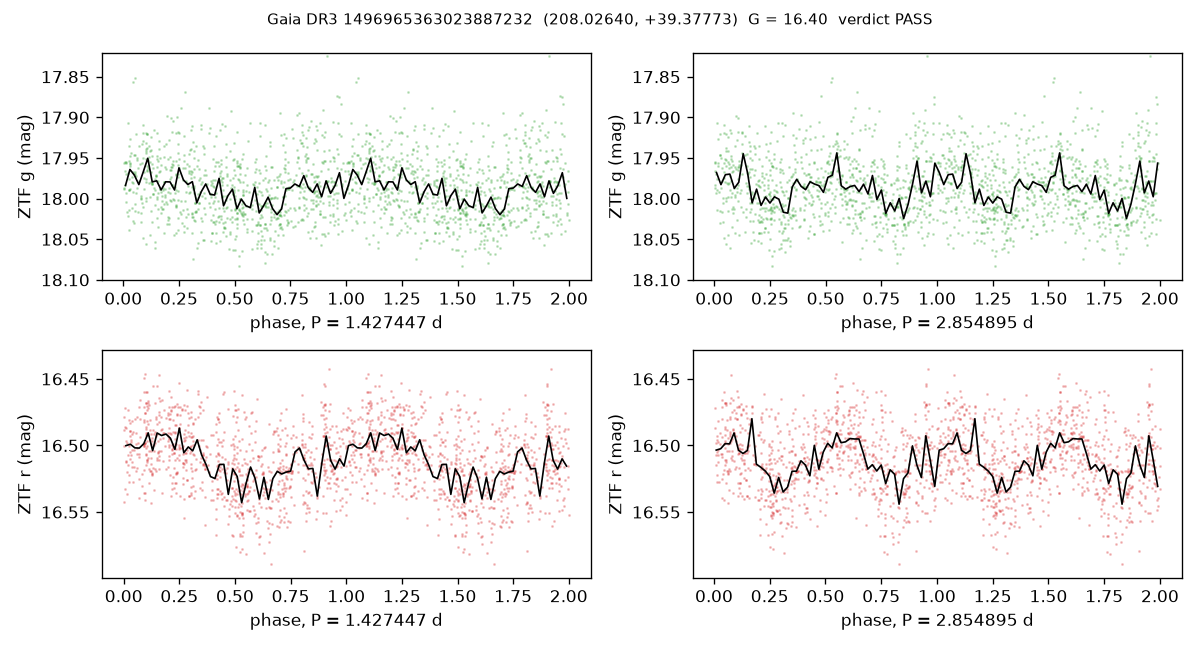 Gaia DR3 1496965363023887232 (208.02640, +39.37773) G = 16.40 verdict PASS
ZTF g (mag)
17.85
17.90
17.95
18.00
18.05
18.10
0.00 0.25 0.50 0.75 1.00 1.25 1.50 1.75 2.00
phase, P = 1.427447 d
ZTF g (mag)
17.85
17.90
17.95
18.00
18.05
18.10
0.00 0.25 0.50 0.75 1.00 1.25 1.50 1.75 2.00
phase, P = 2.854895 d
ZTF r (mag)
16.45
16.50
16.55
0.00 0.25 0.50 0.75 1.00 1.25 1.50 1.75 2.00
phase, P = 1.427447 d
ZTF r (mag)
16.45
16.50
16.55
0.00 0.25 0.50 0.75 1.00 1.25 1.50 1.75 2.00
phase, P = 2.854895 d